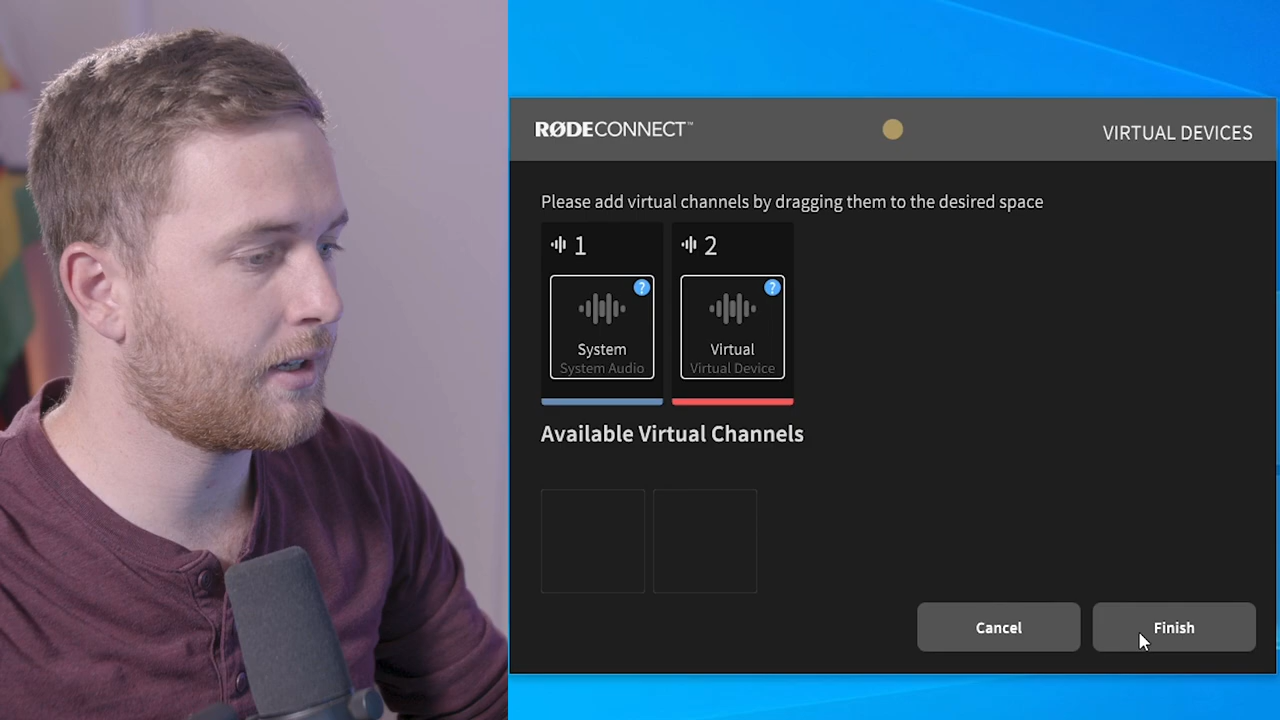 RØDECONNECT™
VIRTUAL DEVICES
Please add virtual channels by dragging them to the desired space
1
2
?
?
System
System Audio
Virtual
Virtual Device
Available Virtual Channels
Cancel
Finish